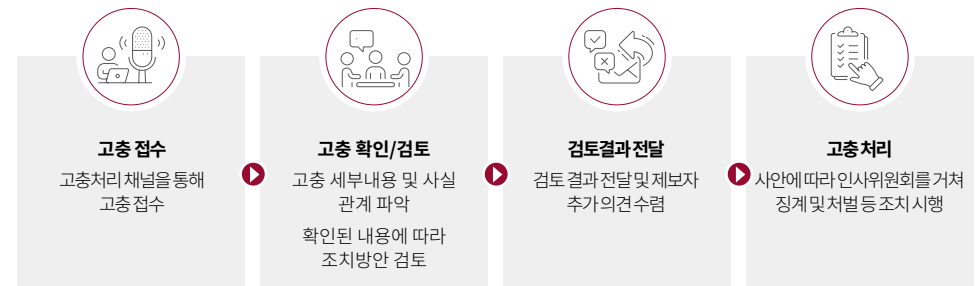 고충 접수
고충처리 채널을 통해
고충 접수
고충 확인/검토
고충 세부내용 및 사실
관계 파악
확인된 내용에 따라
조치방안 검토
검토결과 전달
검토 결과 전달 및 제보자
추가 의견 수렴
고충 처리
사안에 따라 인사위원회를 거쳐
징계 및 처벌 등 조치 시행